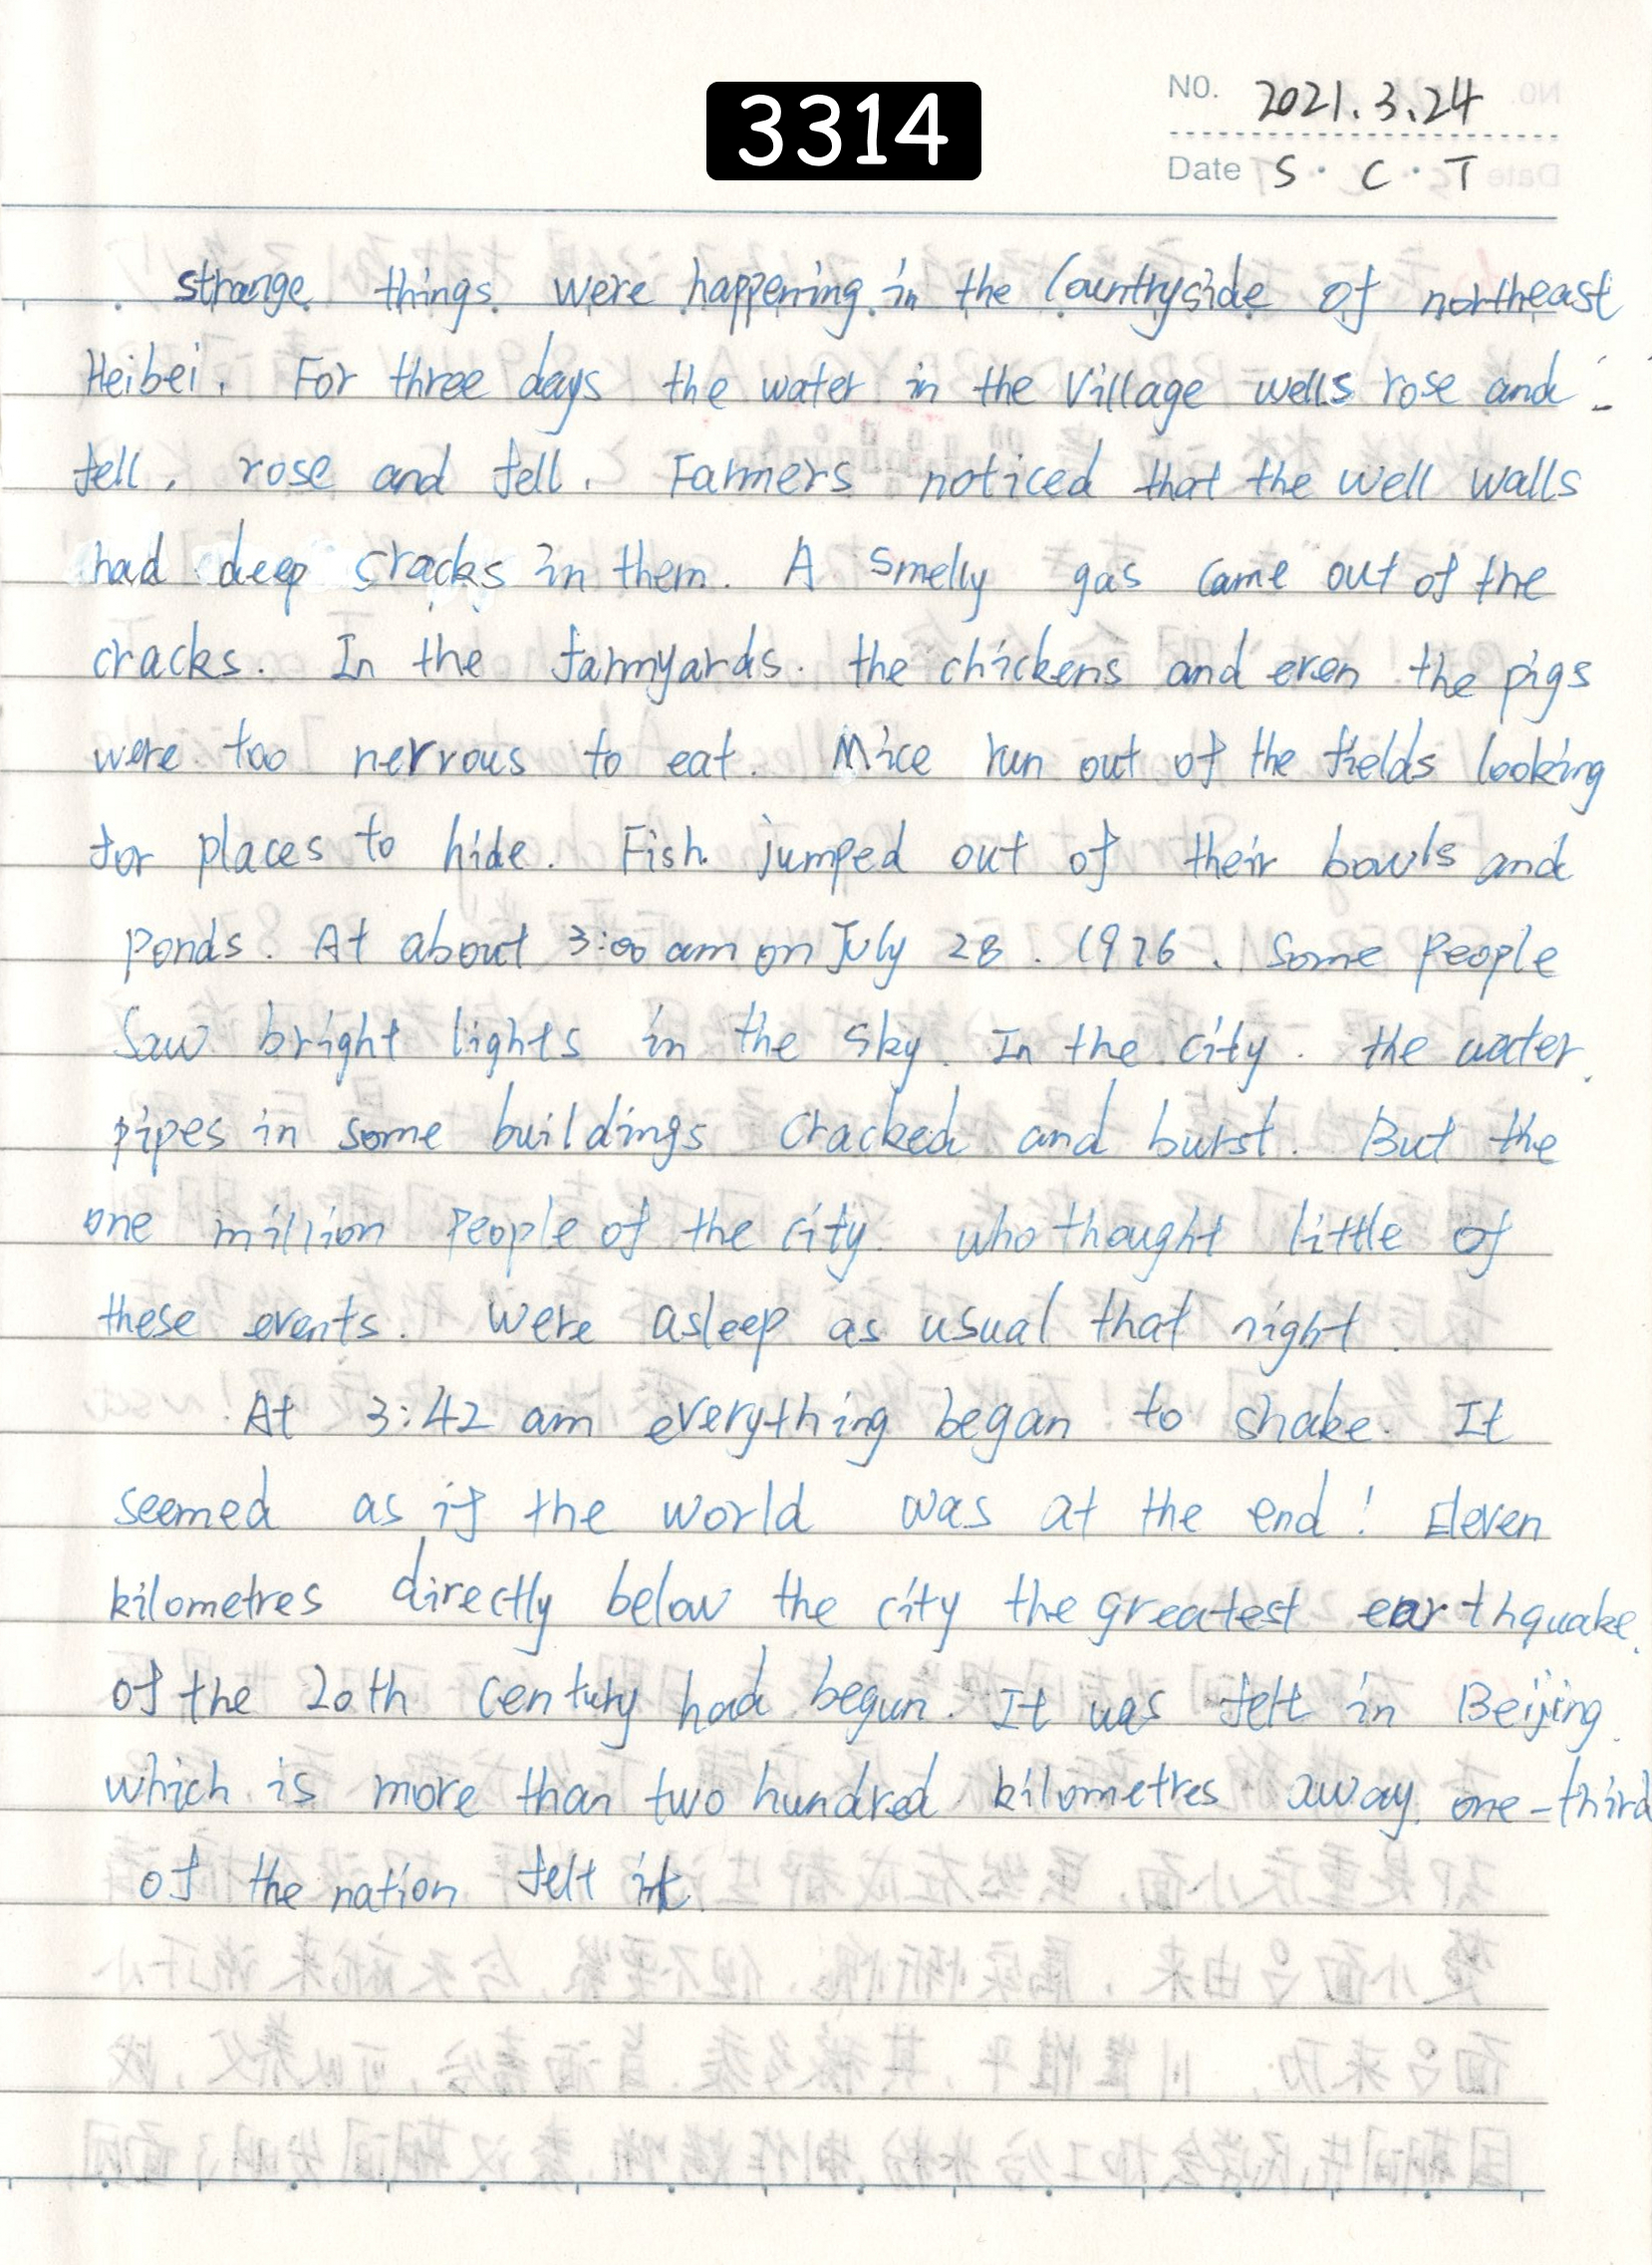 3314
NO. 2021.3.24
Date S · C · T
strange things were happening in the Countryside of northeast
Heibei. For three days the water in the Village wells rose and
fell, rose and fell. Farmers noticed that the well walls
had deep cracks in them. A smelly gas came out of the
cracks. In the farmyards. the chickens and even the pigs
were too nervous to eat. Mice run out of the fields looking
for places to hide. Fish jumped out of their bowls and
ponds. At about 3:00 am on July 28. 1976. Some People
Saw bright lights in the sky. In the city. the water
pipes in some buildings cracked and burst. But the
one million people of the city. who thought little of
these events. were asleep as usual that night.
At 3:42 am everything began to shake. It
seemed as if the world was at the end! Eleven
kilometres directly below the city the greatest earthquake
of the 20th century had begun. It was felt in Beijing.
which is more than two hundred kilometres away. one-third
of the nation felt it.